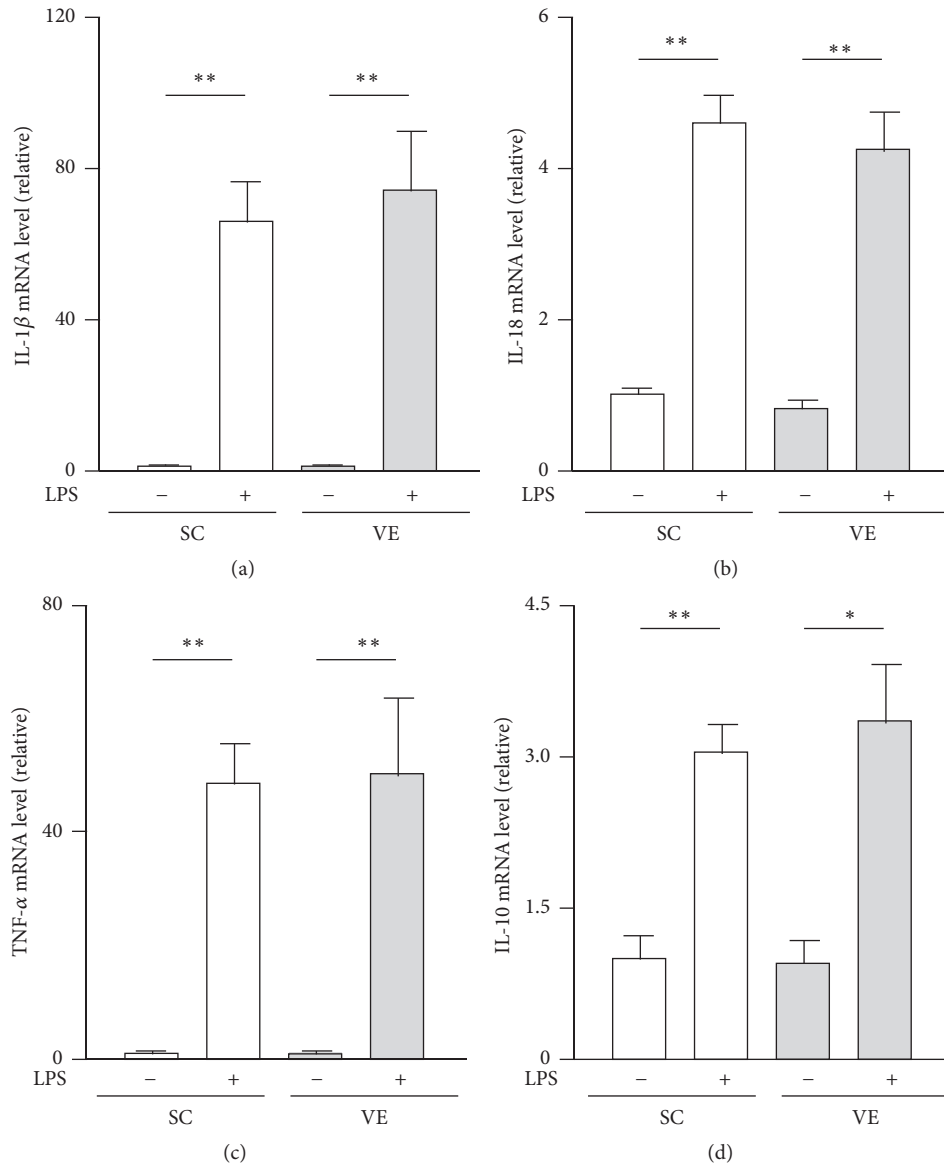 120
80
40
0
IL-1β mRNA level (relative)
** **
LPS − + − +
SC VE
(a)
6
4
2
0
IL-18 mRNA level (relative)
** **
LPS − + − +
SC VE
(b)
80
40
0
TNF-α mRNA level (relative)
** **
LPS − + − +
SC VE
(c)
4.5
3.0
1.5
0
IL-10 mRNA level (relative)
** *
LPS − + − +
SC VE
(d)